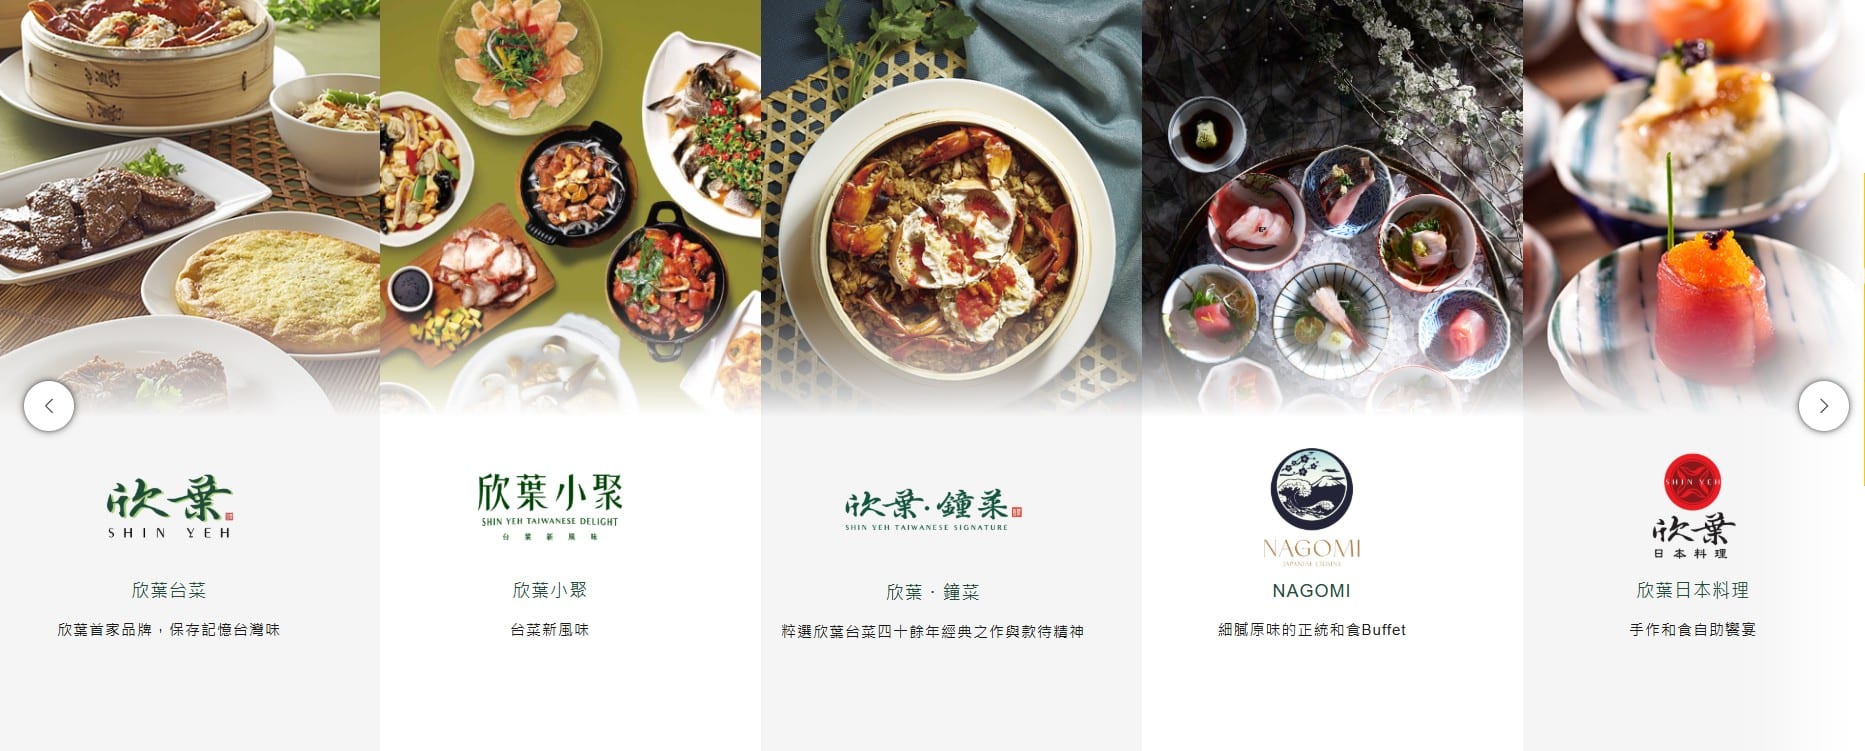 欣葉
SHIN YEH
欣葉台菜
欣葉首家品牌，保存記憶台灣味
欣葉小聚
SHIN YEH TAIWANESE DELIGHT
台菜新風味
欣葉小聚
台菜新風味
欣葉·鐘菜
SHIN YEH TAIWANESE SIGNATURE
欣葉．鐘菜
粹選欣葉台菜四十餘年經典之作與款待精神
NAGOMI
JAPANESE CUISINE
NAGOMI
細膩原味的正統和食Buffet
SHIN YEH
欣葉
日本料理
欣葉日本料理
手作和食自助饗宴